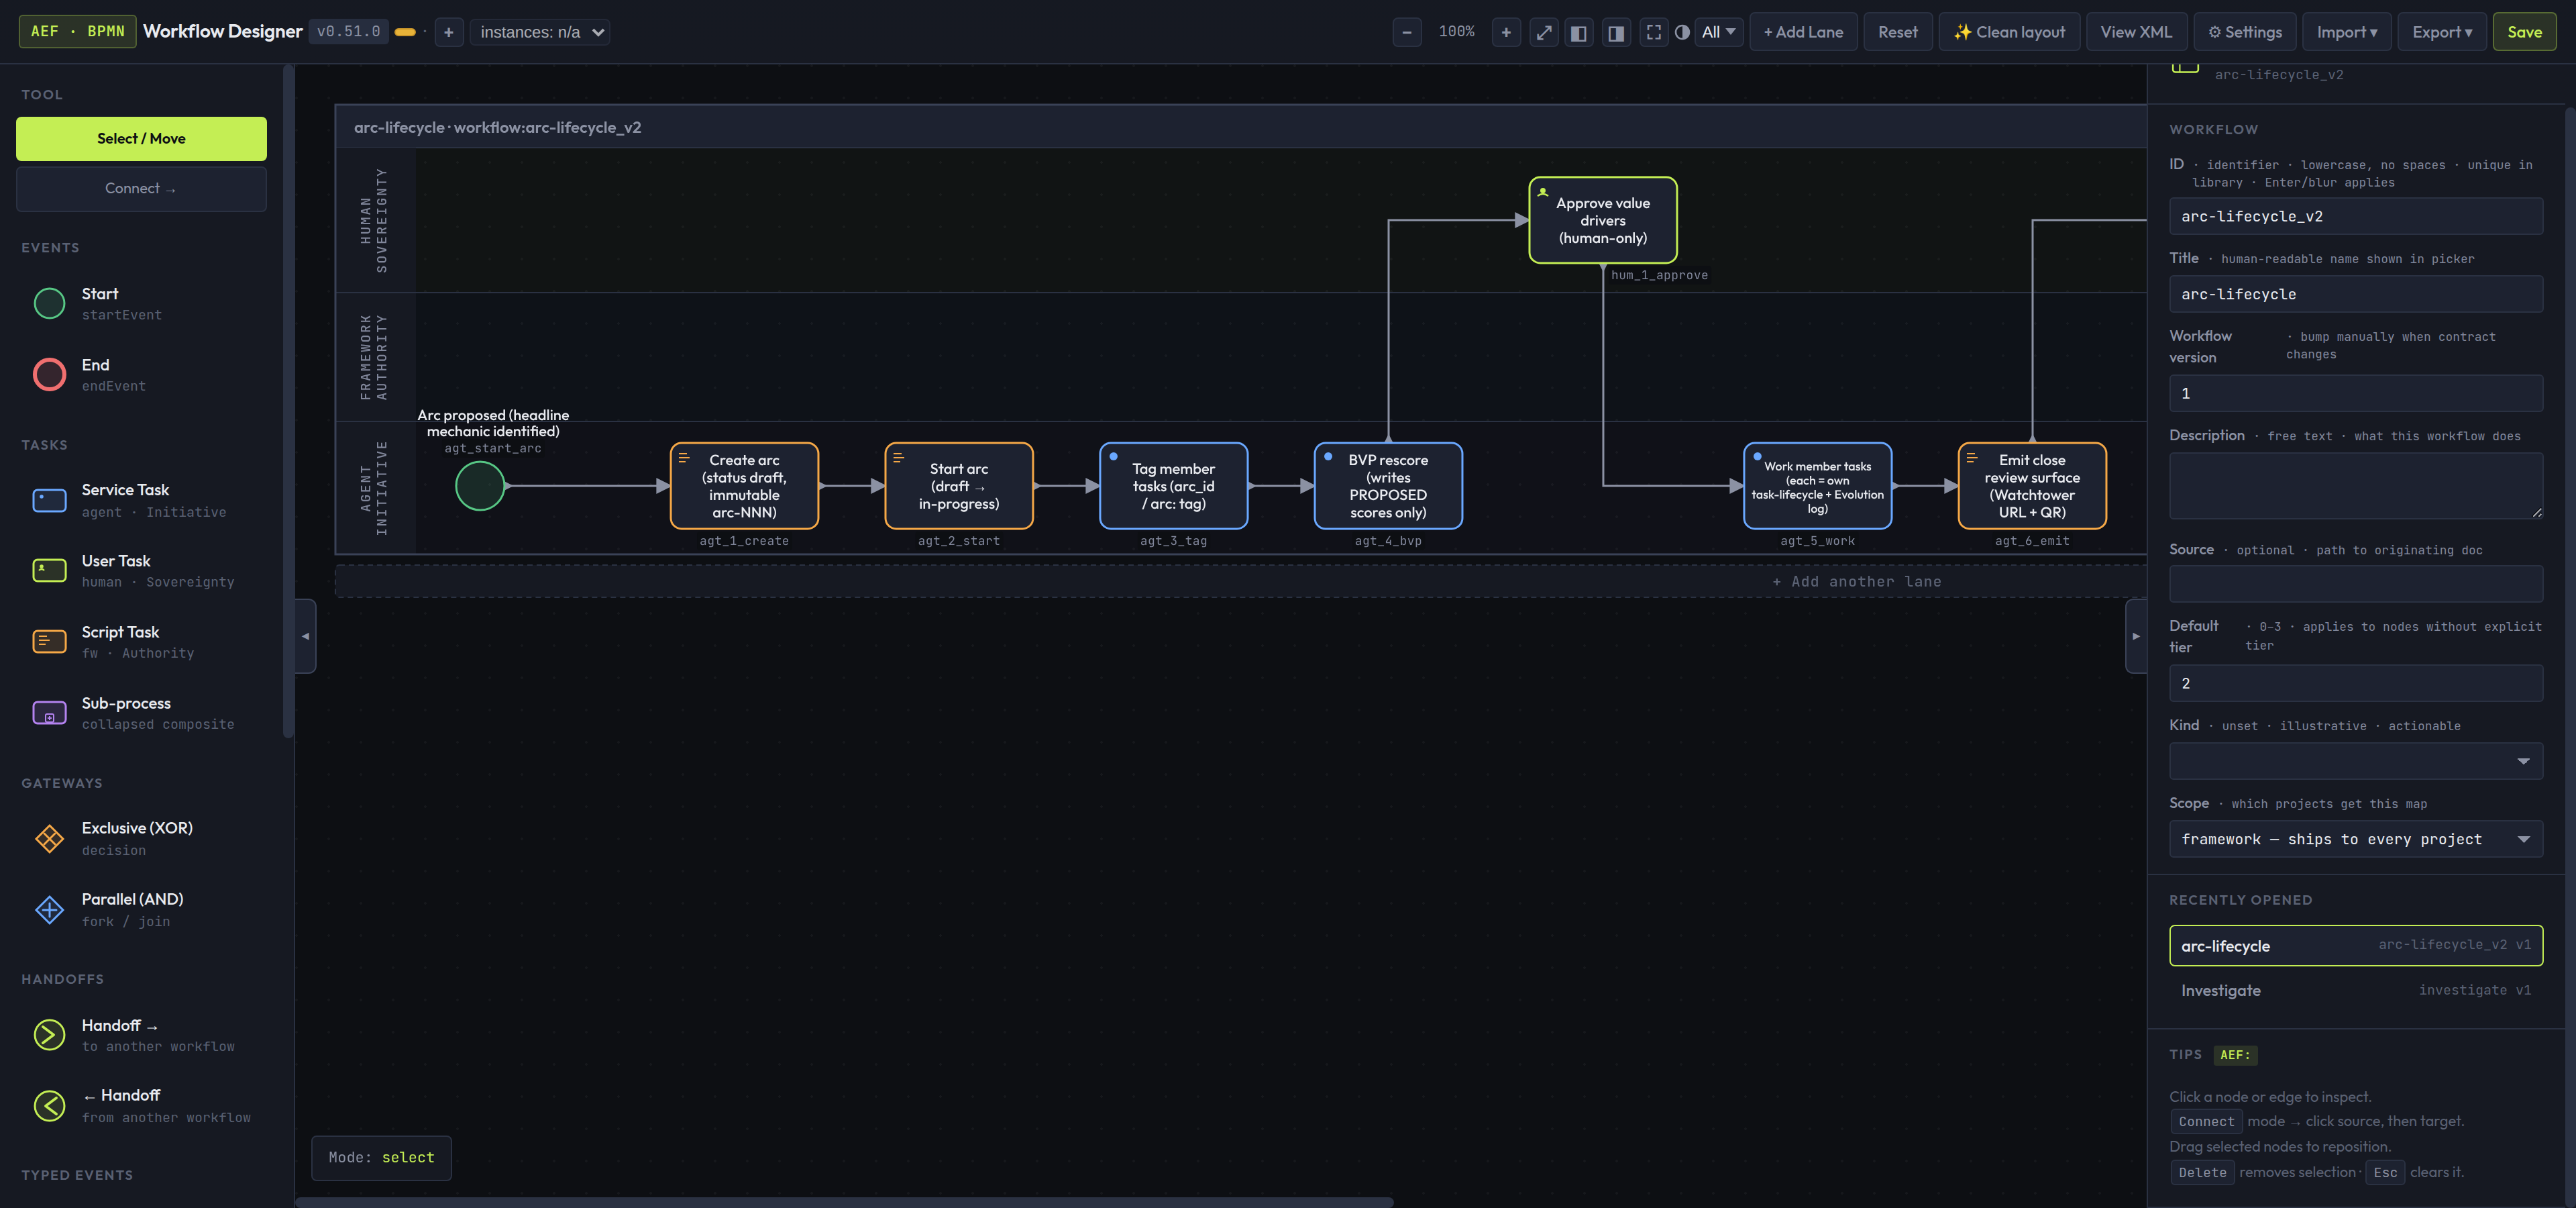 AEF · BPMN
Workflow Designer
v0.51.0
·
+
instances: n/a
−
100%
+
All
+ Add Lane
Reset
✨ Clean layout
View XML
⚙ Settings
Import ▾
Export ▾
Save
TOOL
Select / Move
Connect →
EVENTS
Start
startEvent
End
endEvent
TASKS
Service Task
agent · Initiative
User Task
human · Sovereignty
Script Task
fw · Authority
Sub-process
collapsed composite
GATEWAYS
Exclusive (XOR)
decision
Parallel (AND)
fork / join
HANDOFFS
Handoff →
to another workflow
← Handoff
from another workflow
TYPED EVENTS
arc-lifecycle · workflow:arc-lifecycle_v2
HUMAN
SOVEREIGNTY
FRAMEWORK
AUTHORITY
AGENT
INITIATIVE
Approve value
drivers
(human-only)
hum_1_approve
Arc proposed (headline
mechanic identified)
agt_start_arc
Create arc
(status draft,
immutable
arc-NNN)
agt_1_create
Start arc
(draft →
in-progress)
agt_2_start
Tag member
tasks (arc_id
/ arc: tag)
agt_3_tag
BVP rescore
(writes
PROPOSED
scores only)
agt_4_bvp
Work member tasks
(each = own
task-lifecycle + Evolution
log)
agt_5_work
Emit close
review surface
(Watchtower
URL + QR)
agt_6_emit
+ Add another lane
Mode: select
arc-lifecycle_v2
WORKFLOW
ID · identifier · lowercase, no spaces · unique in
library · Enter/blur applies
arc-lifecycle_v2
Title · human-readable name shown in picker
arc-lifecycle
Workflow version · bump manually when contract
changes
1
Description · free text · what this workflow does
Source · optional · path to originating doc
Default tier · 0–3 · applies to nodes without explicit
tier
2
Kind · unset · illustrative · actionable
Scope · which projects get this map
framework — ships to every project
RECENTLY OPENED
arc-lifecycle arc-lifecycle_v2 v1
Investigate investigate v1
TIPS AEF:
Click a node or edge to inspect.
Connect mode → click source, then target.
Drag selected nodes to reposition.
Delete removes selection · Esc clears it.